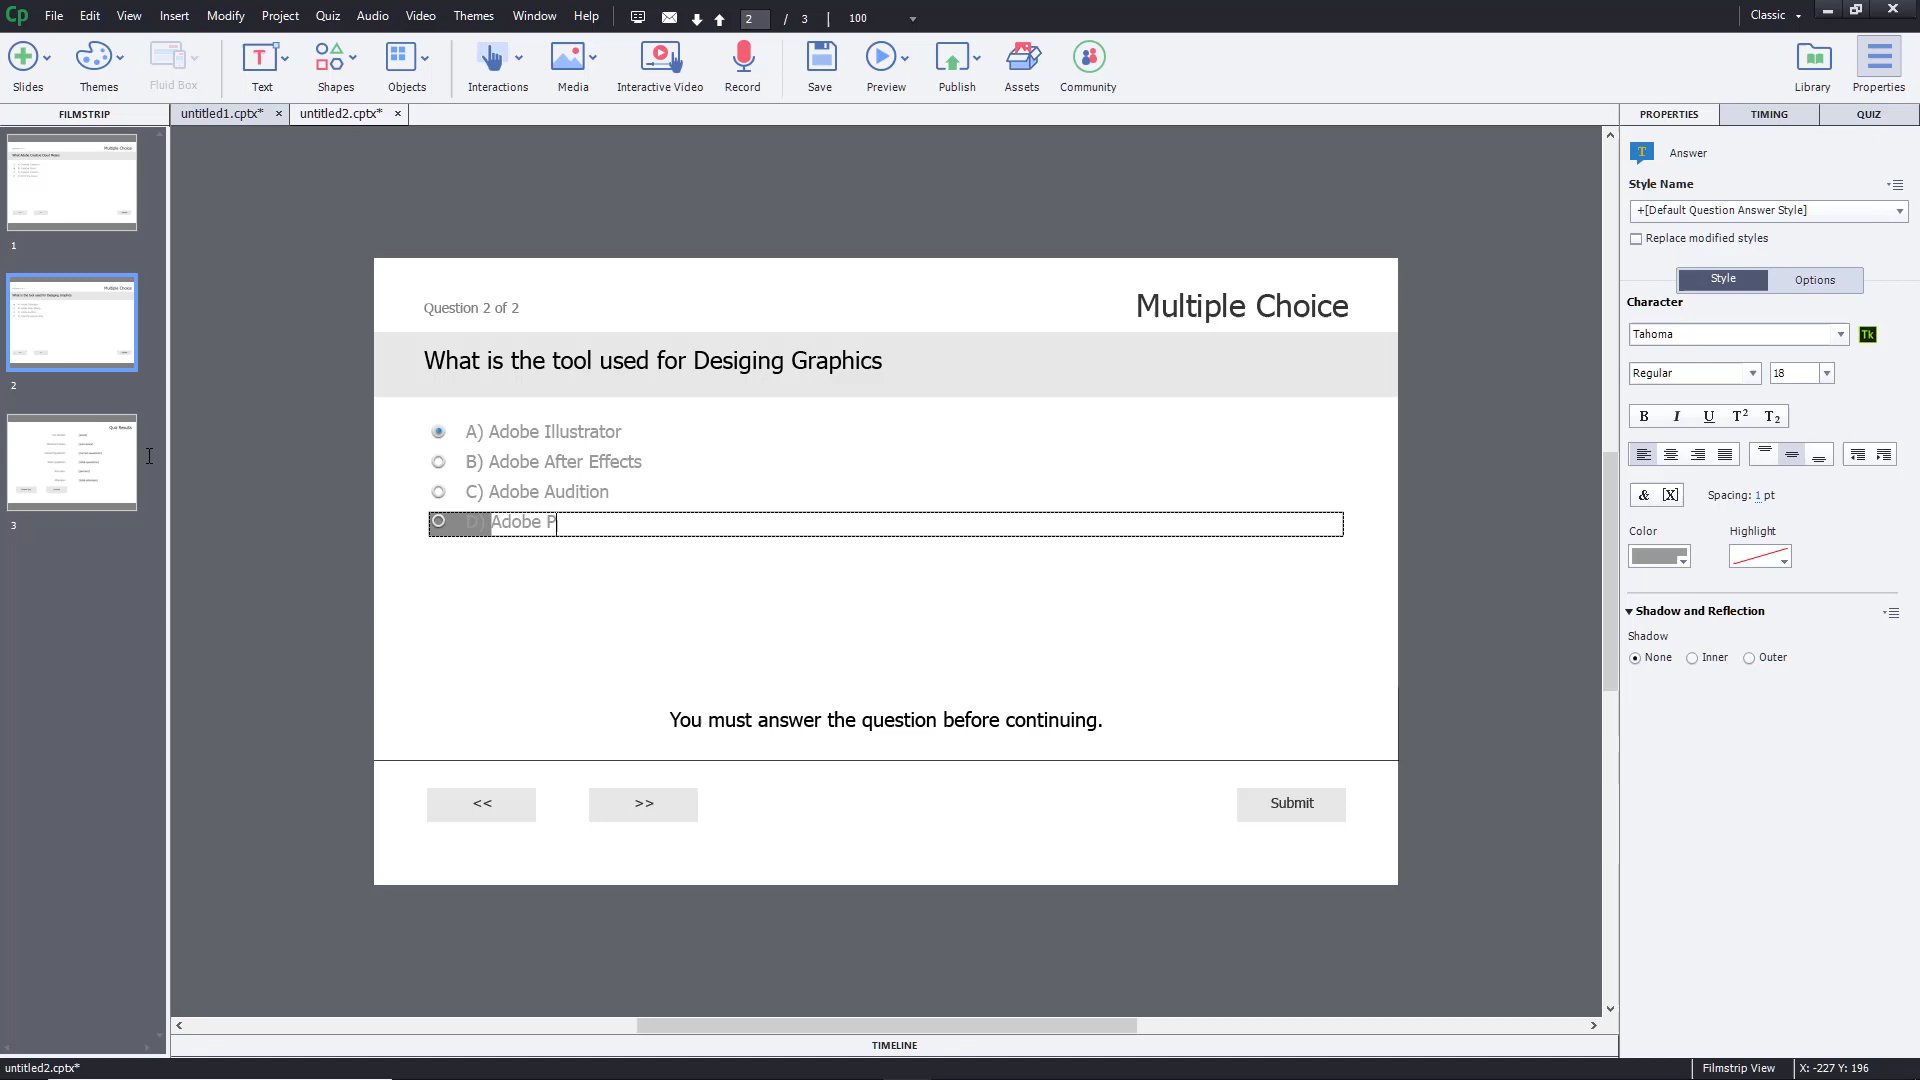 Cp File Edit View Insert Modify Project Quiz Audio Video Themes Window Help 2 / 3 100 Classic
Slides Themes Fluid Box Text Shapes Objects Interactions Media Interactive Video Record Save Preview Publish Assets Community Library Properties
FILMSTRIP untitled1.cptx* × untitled2.cptx* × PROPERTIES TIMING QUIZ
1
2
3
Question 2 of 2
Multiple Choice
What is the tool used for Desiging Graphics
A) Adobe Illustrator
B) Adobe After Effects
C) Adobe Audition
D) Adobe P
You must answer the question before continuing.
<< >> Submit
T Answer
Style Name
+[Default Question Answer Style]
Replace modified styles
Style Options
Character
Tahoma Tk
Regular 18
B I U T2 T2
& [X] Spacing: 1 pt
Color Highlight
Shadow and Reflection
Shadow
None Inner Outer
TIMELINE
untitled2.cptx* Filmstrip View X: -227 Y: 196